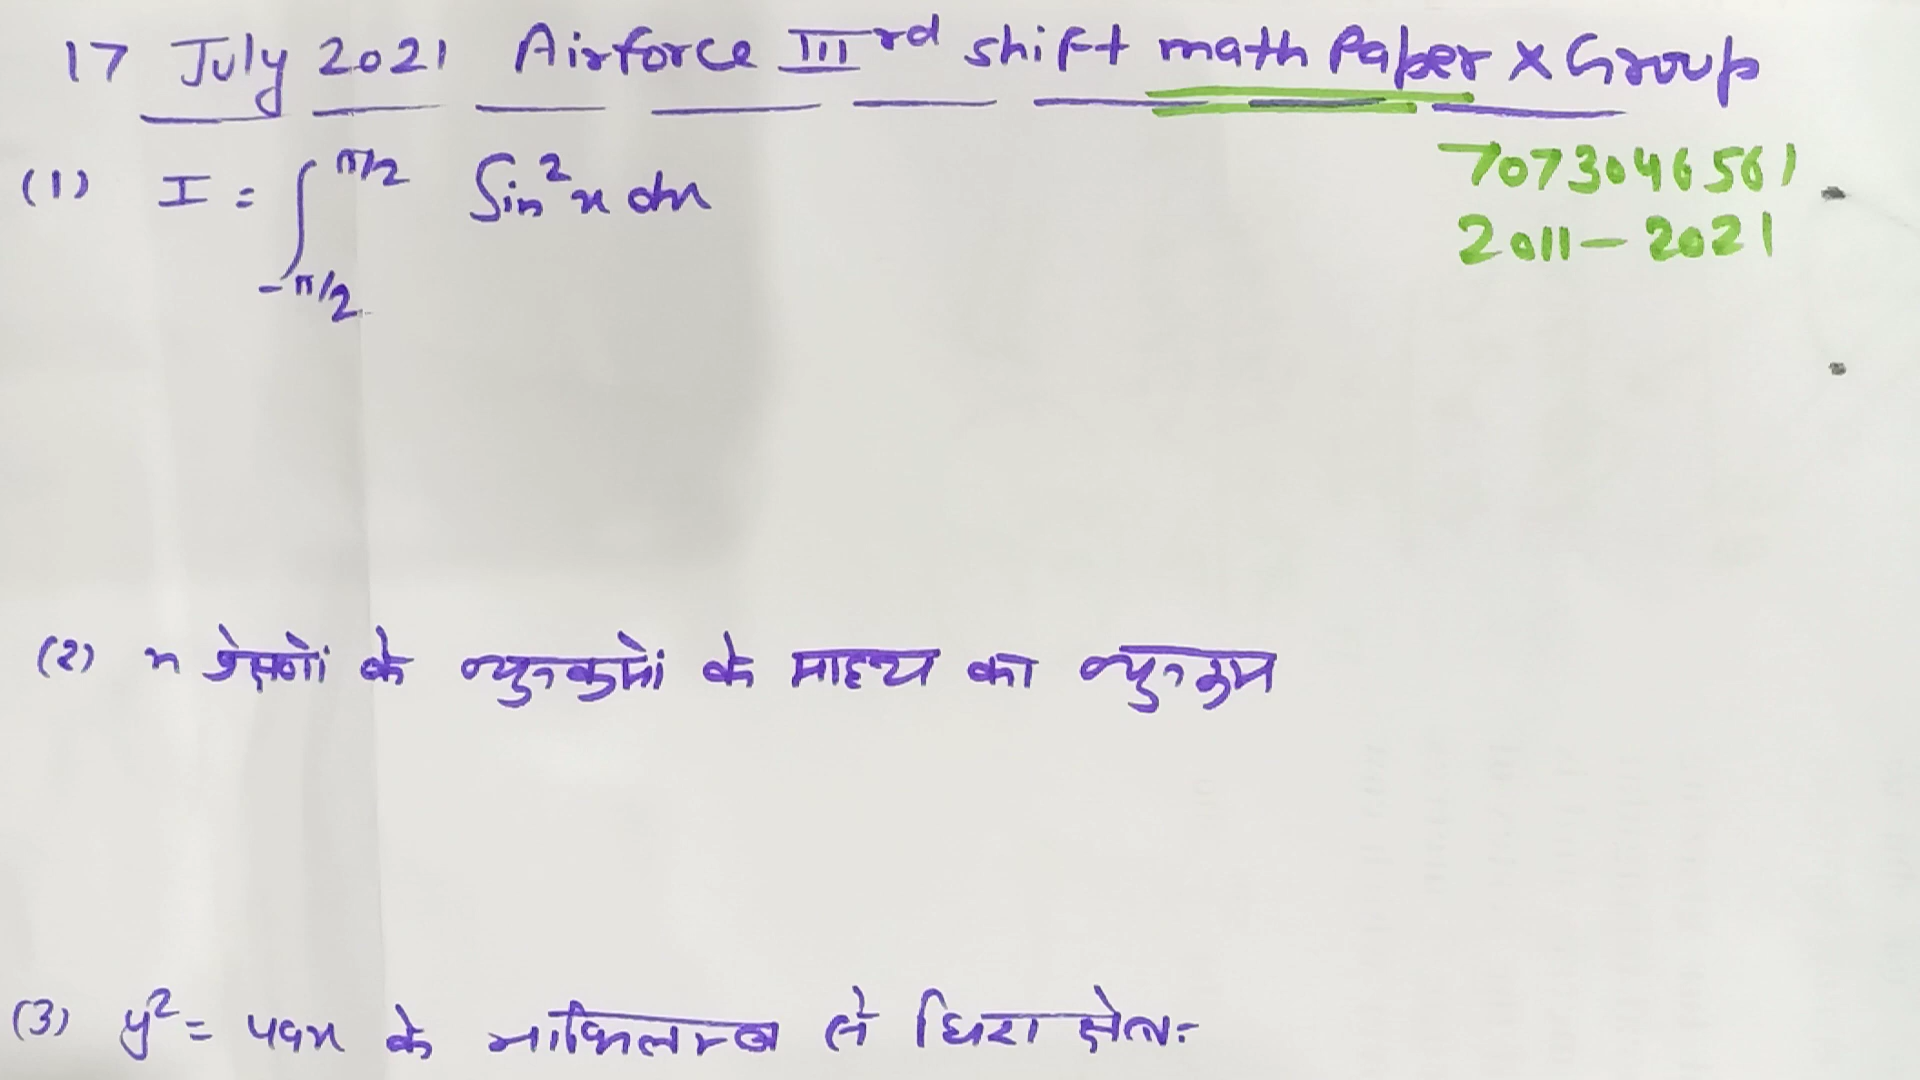 17 July 2021 Airforce IIIrd shift math Paper X Group
7073046561
2011-2021
(1) I = ∫_{-π/2}^{π/2} Sin²x dx
(2) n प्रेक्षणों के व्युत्क्रमों के माध्य का व्युत्क्रम
(3) y² = 4ax के नाभिलम्ब से घिरा क्षेत्र: